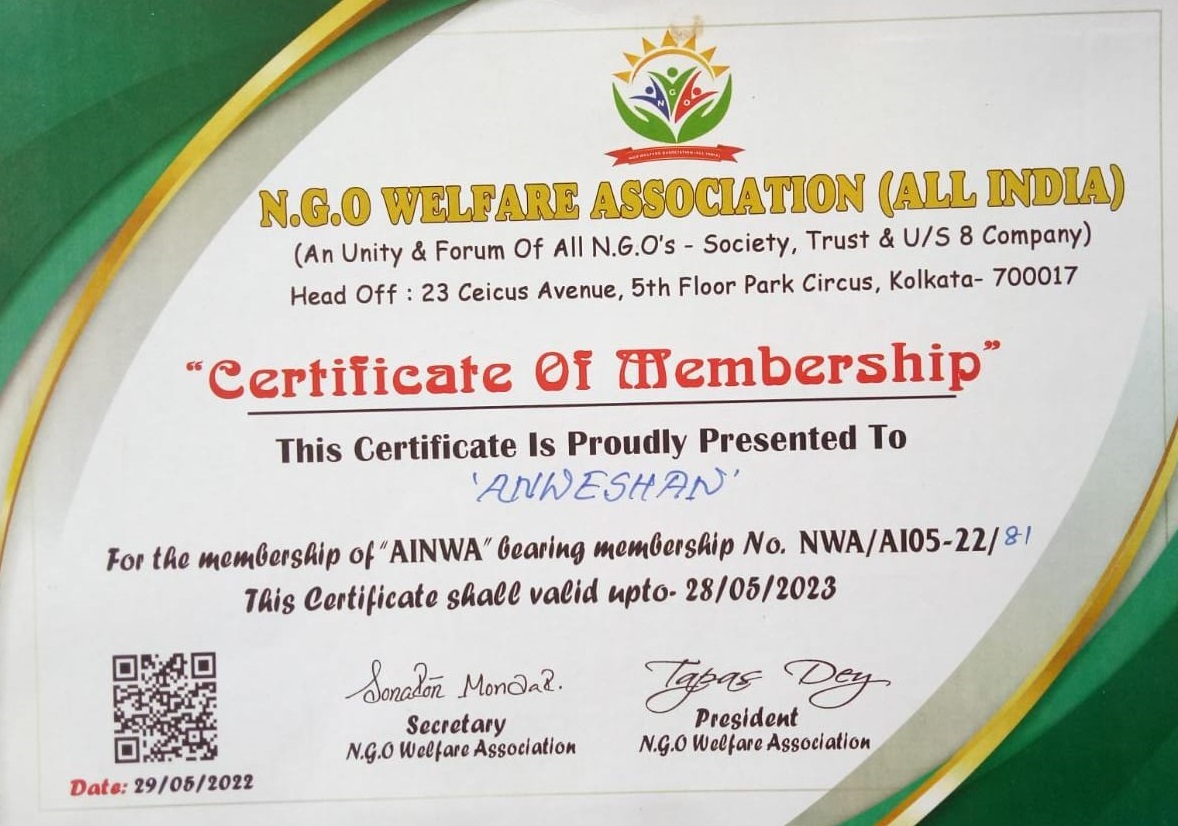 N G O
N.G.O WELFARE ASSOCIATION (ALL INDIA)
(An Unity & Forum Of All N.G.O's - Society, Trust & U/S 8 Company)
Head Off : 23 Ceicus Avenue, 5th Floor Park Circus, Kolkata- 700017
"Certificate Of Membership"
This Certificate Is Proudly Presented To
'ANWESHAN'
For the membership of "AINWA" bearing membership No. NWA/AI05-22/81
This Certificate shall valid upto- 28/05/2023
Mondal. Tapas Dey
Secretary President
N.G.O Welfare Association N.G.O Welfare Association
Date: 29/05/2022